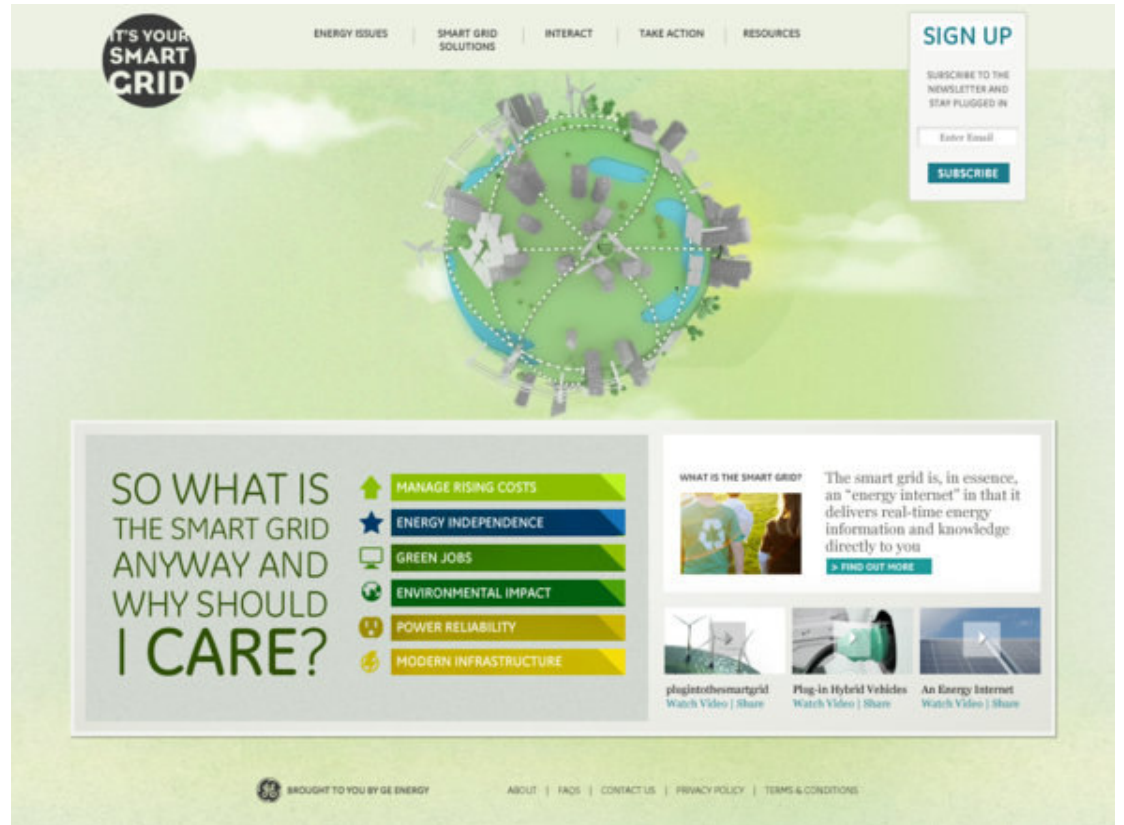 IT'S YOUR
SMART
GRID
ENERGY ISSUES
SMART GRID
SOLUTIONS
INTERACT
TAKE ACTION
RESOURCES
SIGN UP
SUBSCRIBE TO THE
NEWSLETTER AND
STAY PLUGGED IN
Enter Email
SUBSCRIBE
SO WHAT IS
THE SMART GRID
ANYWAY AND
WHY SHOULD
I CARE?
MANAGE RISING COSTS
ENERGY INDEPENDENCE
GREEN JOBS
ENVIRONMENTAL IMPACT
POWER RELIABILITY
MODERN INFRASTRUCTURE
WHAT IS THE SMART GRID?
The smart grid is, in essence,
an “energy internet” in that it
delivers real-time energy
information and knowledge
directly to you
> FIND OUT MORE
plugintothesmartgrid
Watch Video | Share
Plug-in Hybrid Vehicles
Watch Video | Share
An Energy Internet
Watch Video | Share
BROUGHT TO YOU BY GE ENERGY
ABOUT | FAQS | CONTACT US | PRIVACY POLICY | TERMS & CONDITIONS